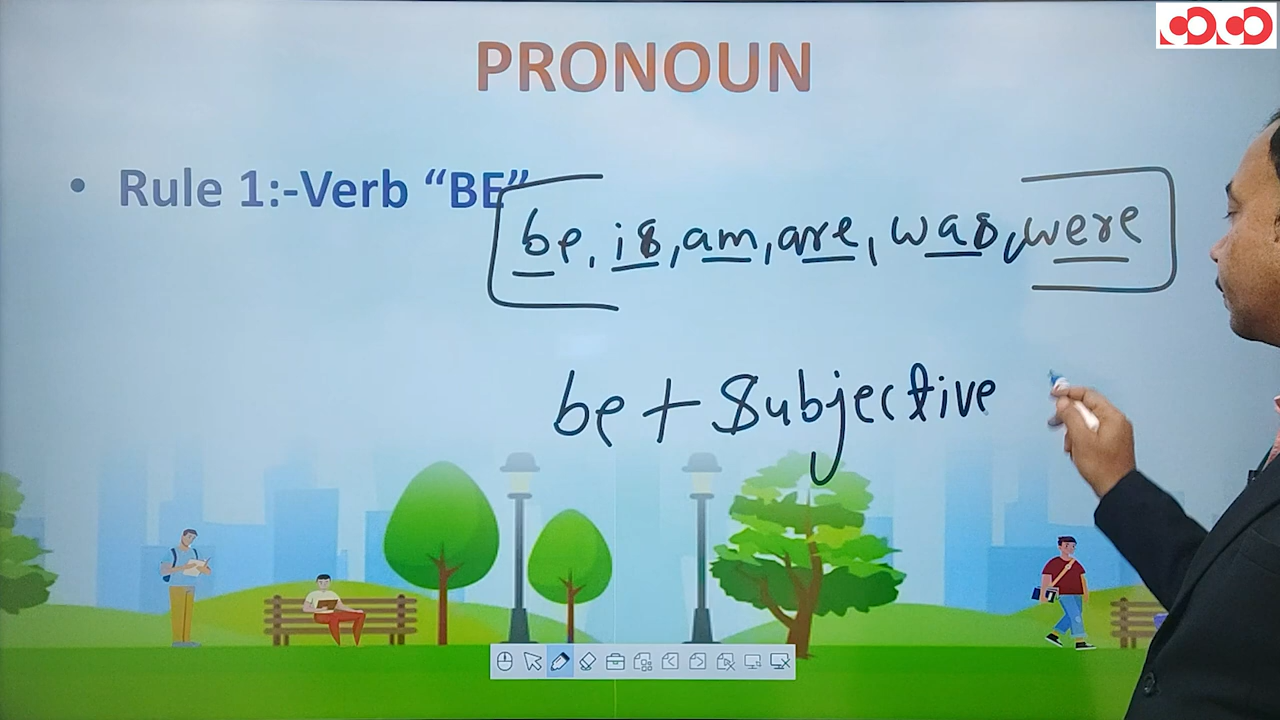 PRONOUN
• Rule 1:-Verb “BE”
be, is, am, are, was, were
be + Subjective